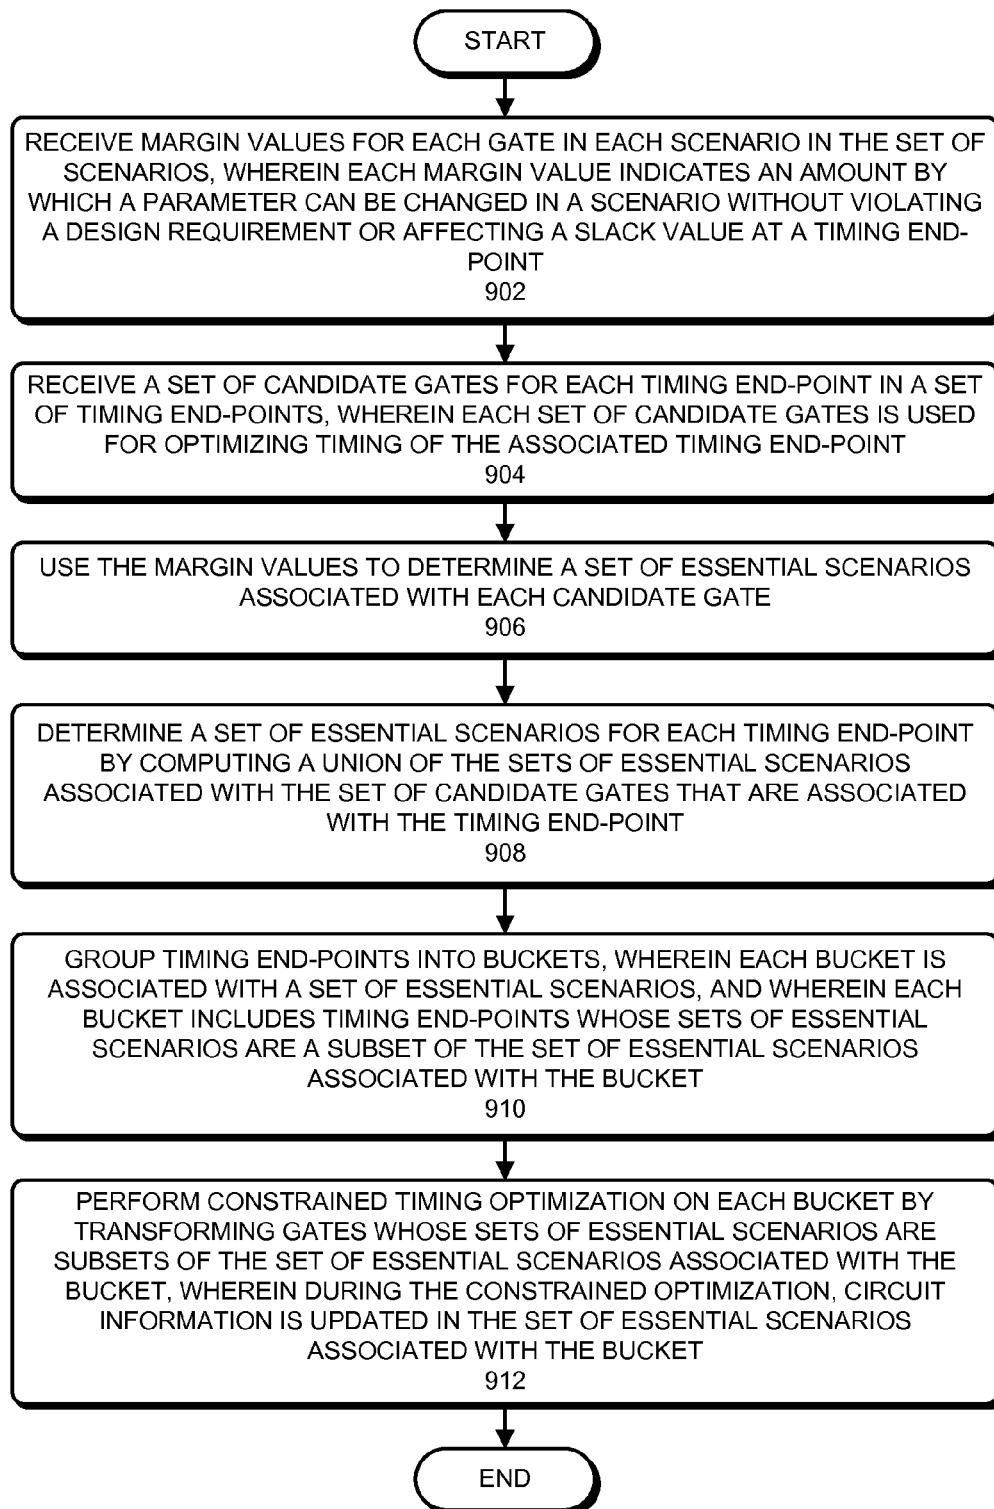 START
RECEIVE MARGIN VALUES FOR EACH GATE IN EACH SCENARIO IN THE SET OF
SCENARIOS, WHEREIN EACH MARGIN VALUE INDICATES AN AMOUNT BY
WHICH A PARAMETER CAN BE CHANGED IN A SCENARIO WITHOUT VIOLATING
A DESIGN REQUIREMENT OR AFFECTING A SLACK VALUE AT A TIMING END-
POINT
902
RECEIVE A SET OF CANDIDATE GATES FOR EACH TIMING END-POINT IN A SET
OF TIMING END-POINTS, WHEREIN EACH SET OF CANDIDATE GATES IS USED
FOR OPTIMIZING TIMING OF THE ASSOCIATED TIMING END-POINT
904
USE THE MARGIN VALUES TO DETERMINE A SET OF ESSENTIAL SCENARIOS
ASSOCIATED WITH EACH CANDIDATE GATE
906
DETERMINE A SET OF ESSENTIAL SCENARIOS FOR EACH TIMING END-POINT
BY COMPUTING A UNION OF THE SETS OF ESSENTIAL SCENARIOS
ASSOCIATED WITH THE SET OF CANDIDATE GATES THAT ARE ASSOCIATED
WITH THE TIMING END-POINT
908
GROUP TIMING END-POINTS INTO BUCKETS, WHEREIN EACH BUCKET IS
ASSOCIATED WITH A SET OF ESSENTIAL SCENARIOS, AND WHEREIN EACH
BUCKET INCLUDES TIMING END-POINTS WHOSE SETS OF ESSENTIAL
SCENARIOS ARE A SUBSET OF THE SET OF ESSENTIAL SCENARIOS
ASSOCIATED WITH THE BUCKET
910
PERFORM CONSTRAINED TIMING OPTIMIZATION ON EACH BUCKET BY
TRANSFORMING GATES WHOSE SETS OF ESSENTIAL SCENARIOS ARE
SUBSETS OF THE SET OF ESSENTIAL SCENARIOS ASSOCIATED WITH THE
BUCKET, WHEREIN DURING THE CONSTRAINED OPTIMIZATION, CIRCUIT
INFORMATION IS UPDATED IN THE SET OF ESSENTIAL SCENARIOS
ASSOCIATED WITH THE BUCKET
912
END